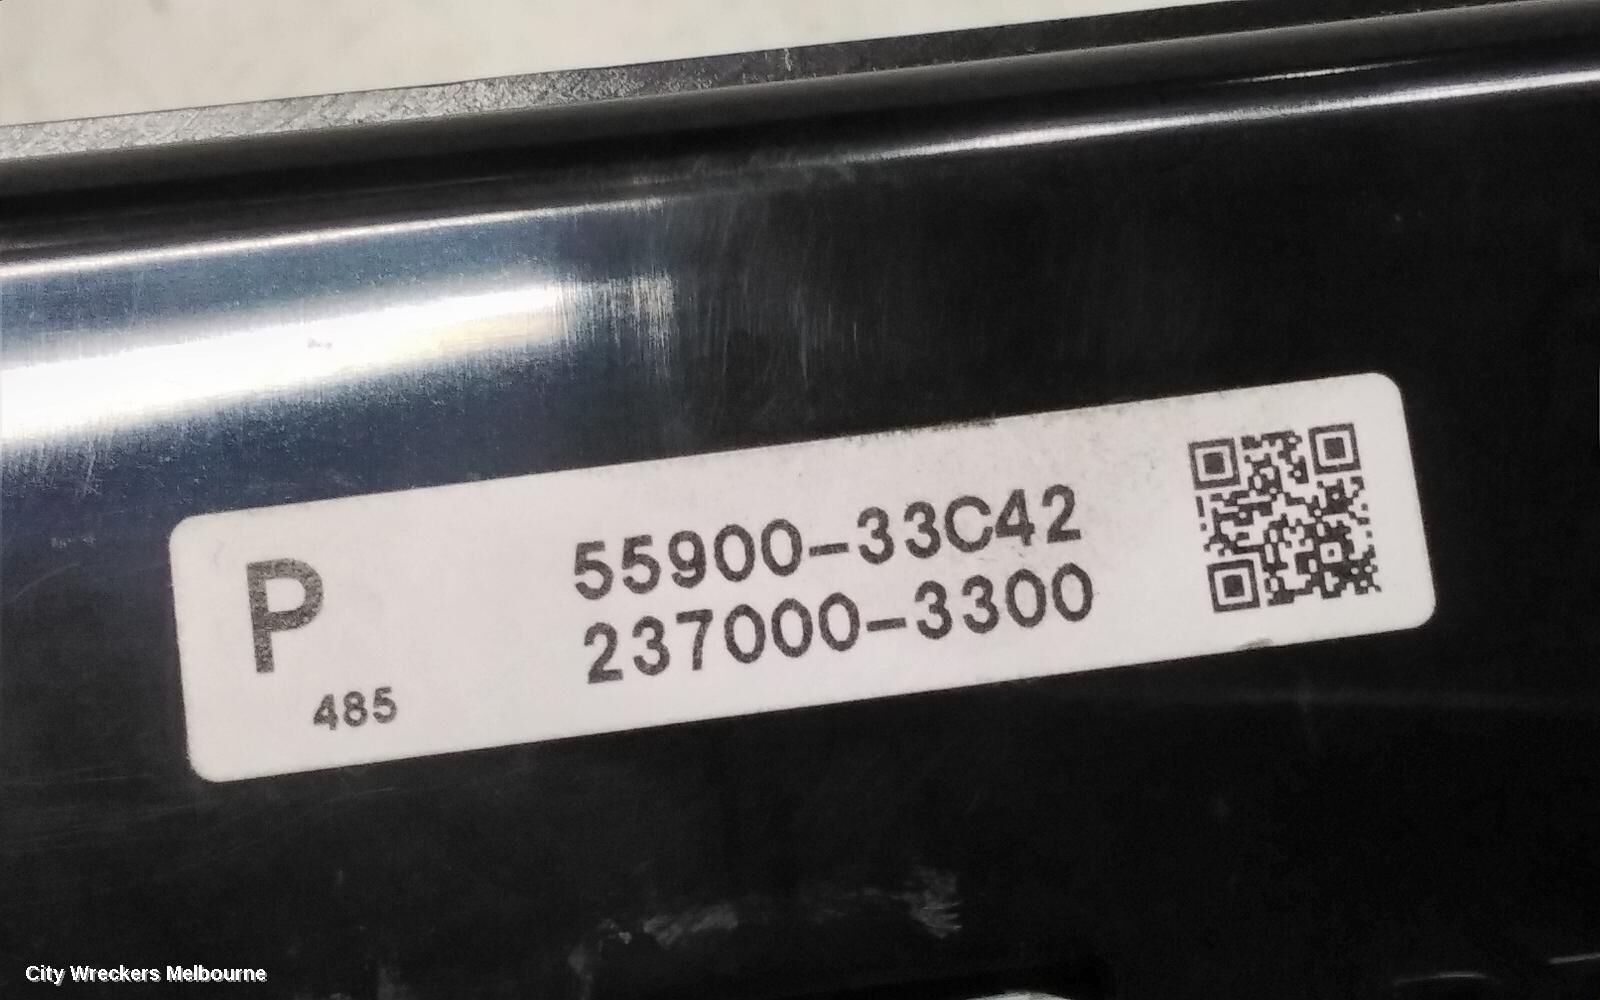 P
55900-33C42
237000-3300
485
City Wreckers Melbourne